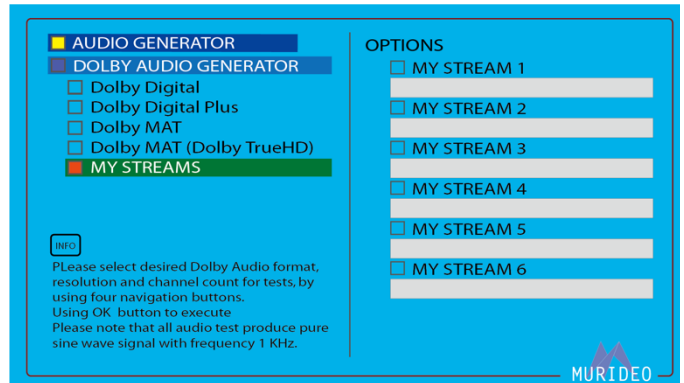 AUDIO GENERATOR
DOLBY AUDIO GENERATOR
Dolby Digital
Dolby Digital Plus
Dolby MAT
Dolby MAT (Dolby TrueHD)
MY STREAMS
INFO
PLease select desired Dolby Audio format,
resolution and channel count for tests, by
using four navigation buttons.
Using OK button to execute
Please note that all audio test produce pure
sine wave signal with frequency 1 KHz.
OPTIONS
MY STREAM 1
MY STREAM 2
MY STREAM 3
MY STREAM 4
MY STREAM 5
MY STREAM 6
MURIDEO